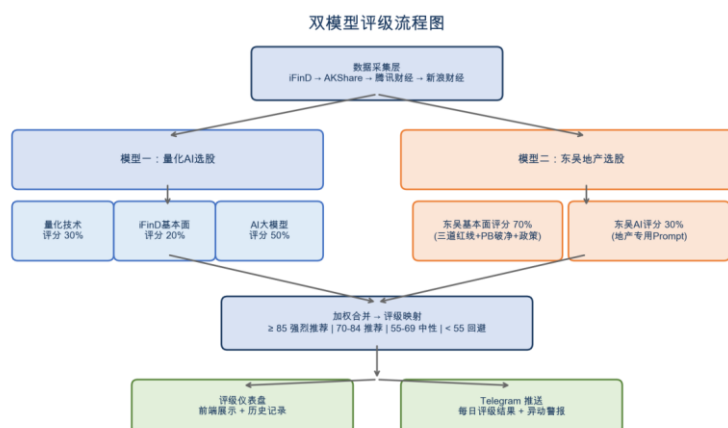 双模型评级流程图
数据采集层
iFinD → AKShare → 腾讯财经 → 新浪财经
模型一：量化AI选股
模型二：东吴地产选股
量化技术
评分 30%
iFinD基本面
评分 20%
AI大模型
评分 50%
东吴基本面评分 70%
(三道红线+PB破净+政策)
东吴AI评分 30%
(地产专用Prompt)
加权合并 → 评级映射
≥ 85 强烈推荐 | 70-84 推荐 | 55-69 中性 | < 55 回避
评级仪表盘
前端展示 + 历史记录
Telegram 推送
每日评级结果 + 异动警报